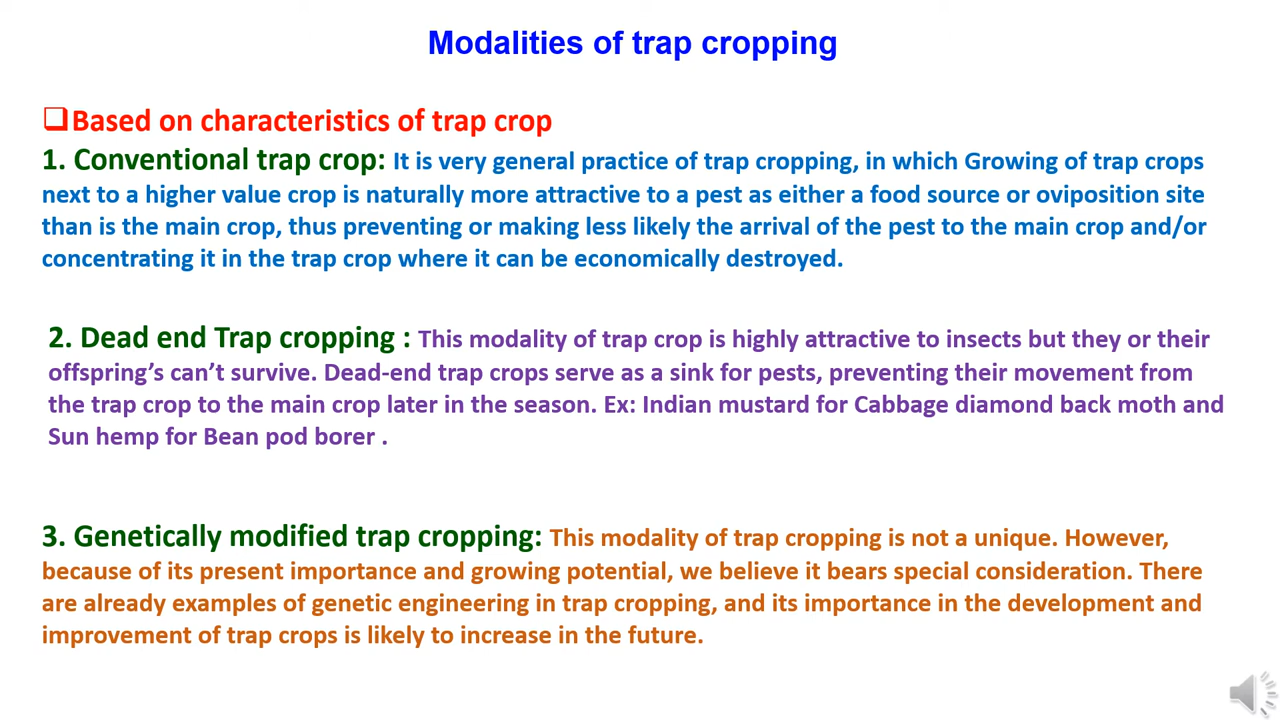 Modalities of trap cropping
❑Based on characteristics of trap crop
1. Conventional trap crop: It is very general practice of trap cropping, in which Growing of trap crops
next to a higher value crop is naturally more attractive to a pest as either a food source or oviposition site
than is the main crop, thus preventing or making less likely the arrival of the pest to the main crop and/or
concentrating it in the trap crop where it can be economically destroyed.
2. Dead end Trap cropping : This modality of trap crop is highly attractive to insects but they or their
offspring’s can’t survive. Dead-end trap crops serve as a sink for pests, preventing their movement from
the trap crop to the main crop later in the season. Ex: Indian mustard for Cabbage diamond back moth and
Sun hemp for Bean pod borer .
3. Genetically modified trap cropping: This modality of trap cropping is not a unique. However,
because of its present importance and growing potential, we believe it bears special consideration. There
are already examples of genetic engineering in trap cropping, and its importance in the development and
improvement of trap crops is likely to increase in the future.